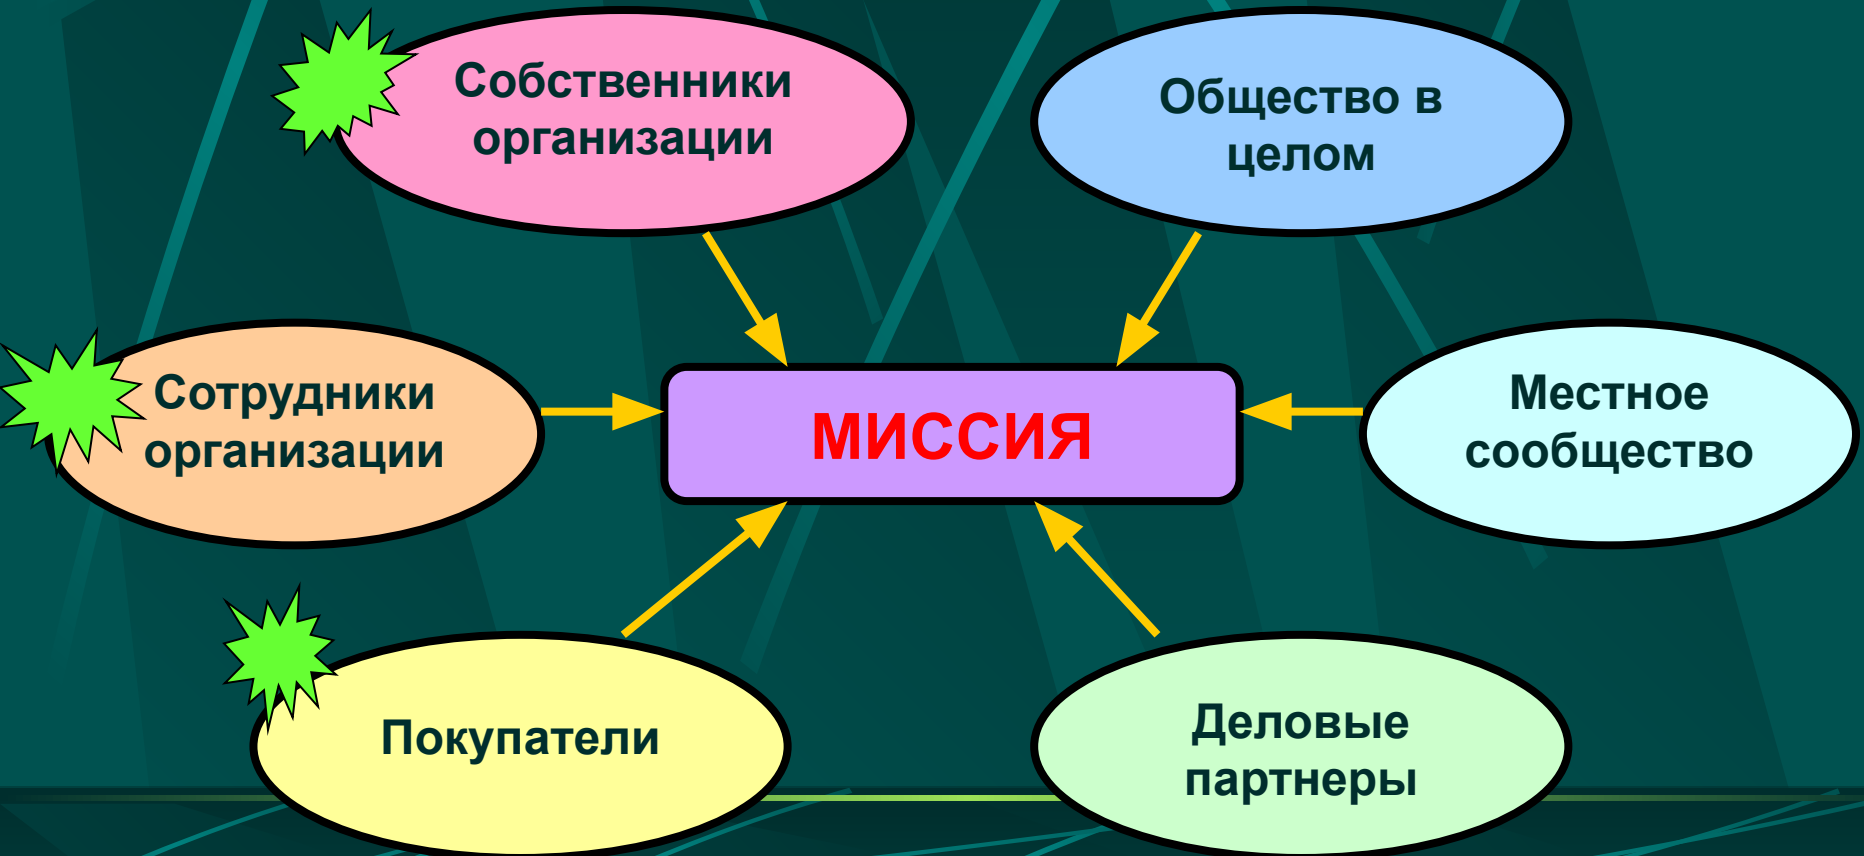 Собственники
организации
Общество в
целом
Сотрудники
организации
МИССИЯ
Местное
сообщество
Покупатели
Деловые
партнеры